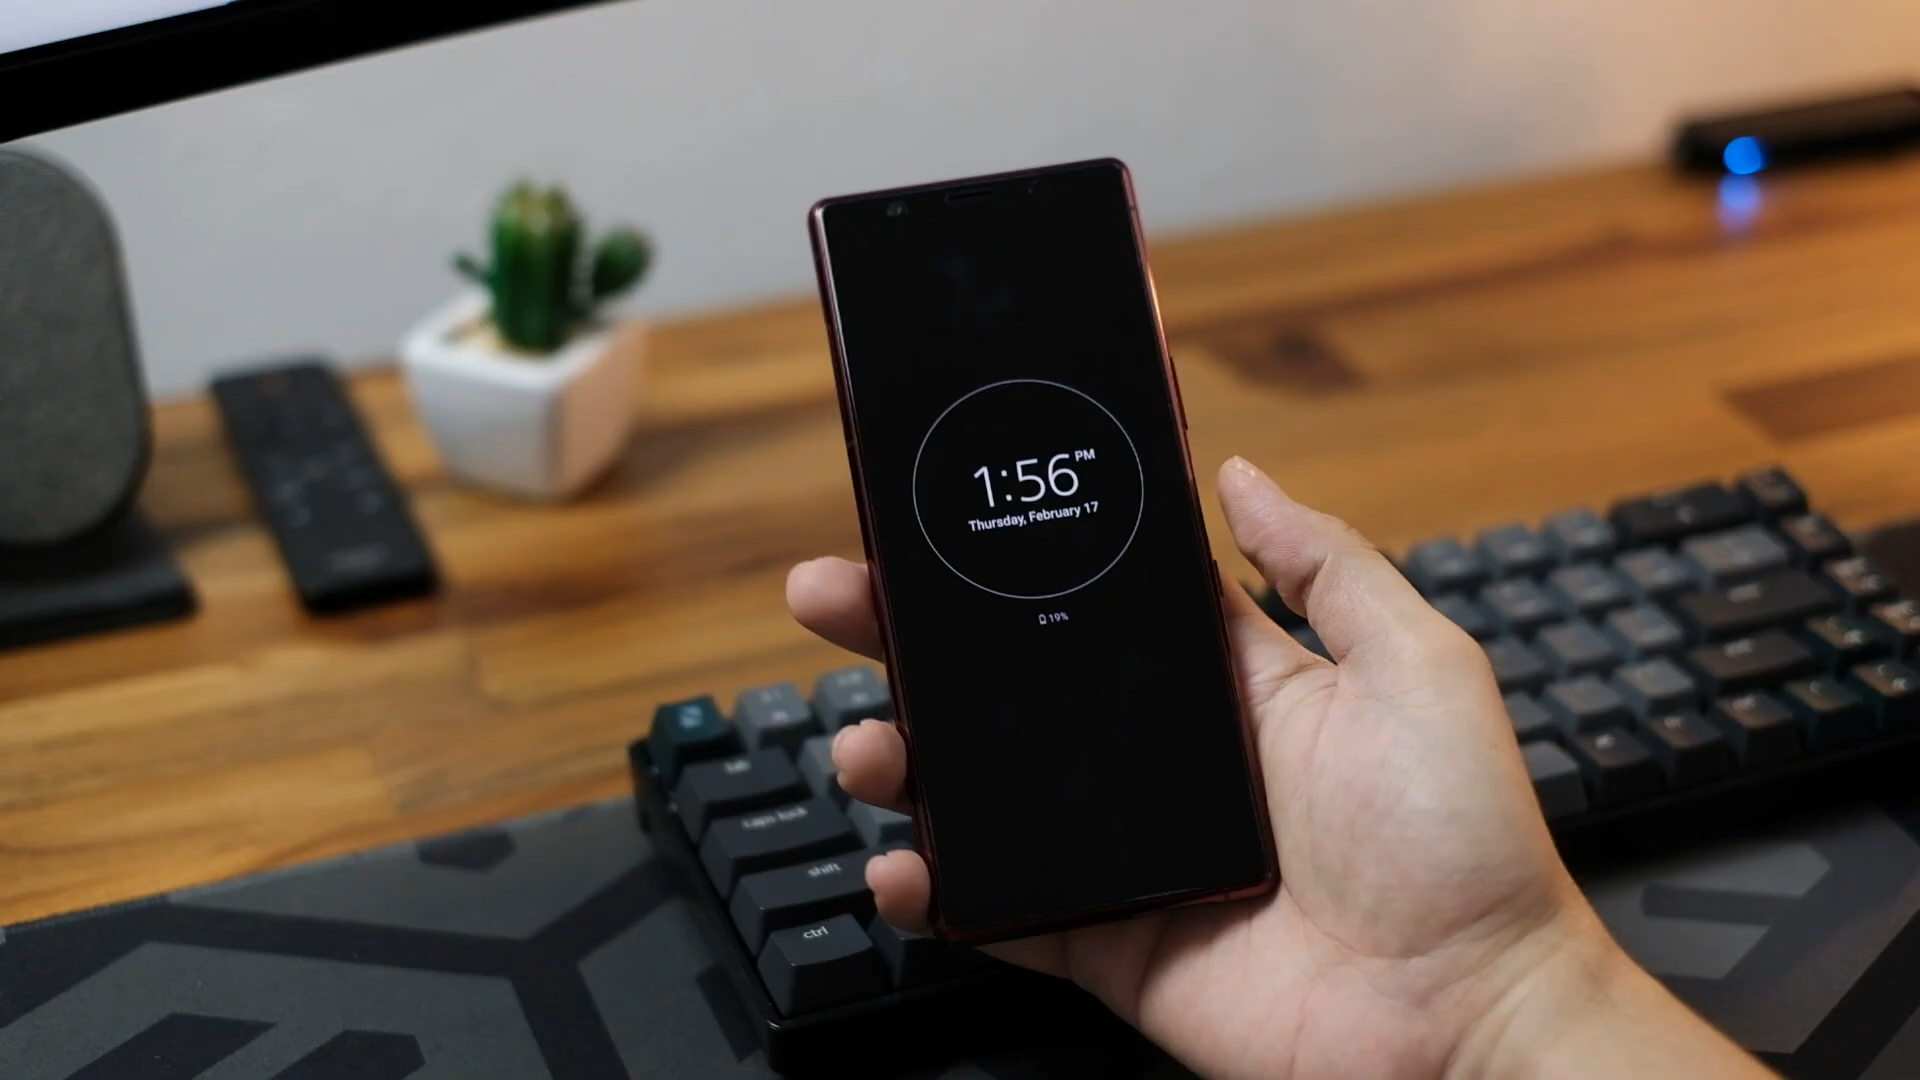 1:56 PM
Thursday, February 17
19%
tab
caps lock
shift
ctrl